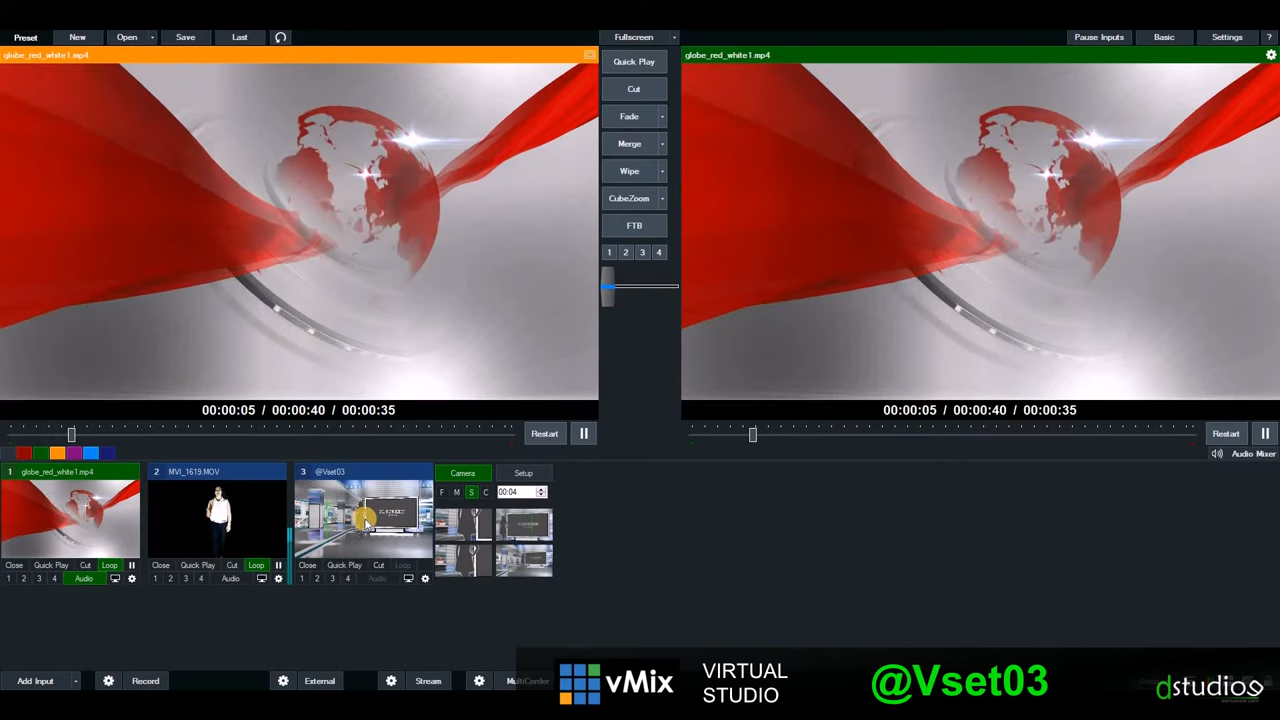 Preset New Open Save Last Fullscreen Pause Inputs Basic Settings ?
globe_red_white1.mp4
globe_red_white1.mp4
Quick Play
Cut
Fade
Merge
Wipe
CubeZoom
FTB
1 2 3 4
00:00:05 / 00:00:40 / 00:00:35
00:00:05 / 00:00:40 / 00:00:35
Restart
Restart
Audio Mixer
1 globe_red_white1.mp4
Close Quick Play Cut Loop
1 2 3 4 Audio
2 MVI_1619.MOV
Close Quick Play Cut Loop
1 2 3 4 Audio
3 @Vset03
Close Quick Play Cut Loop
1 2 3 4 Audio
Camera Setup
F M S C 00:04
Add Input Record External Stream MultiCorder
vMix
VIRTUAL
STUDIO
@Vset03
dstudios